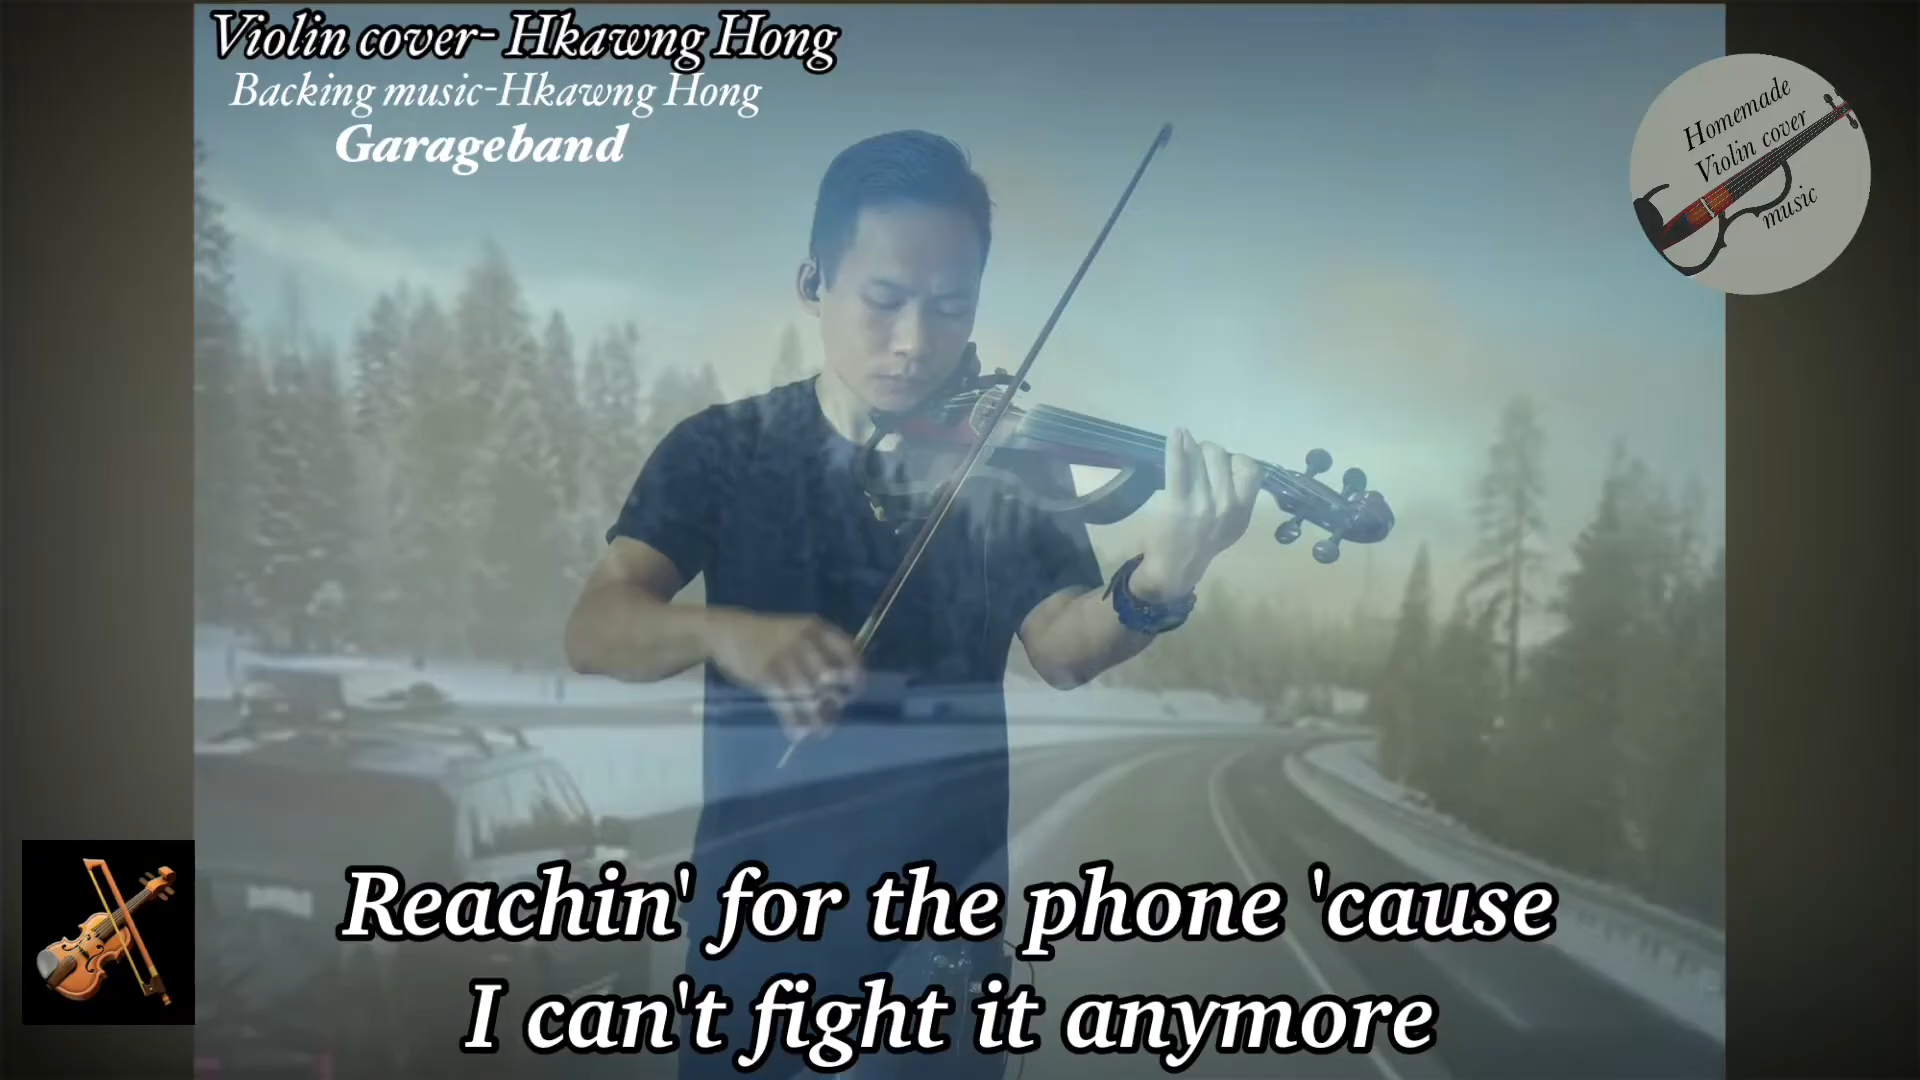 Violin cover- Hkawng Hong
Backing music-Hkawng Hong
Garageband
Homemade
Violin cover
music
Reachin' for the phone 'cause
I can't fight it anymore